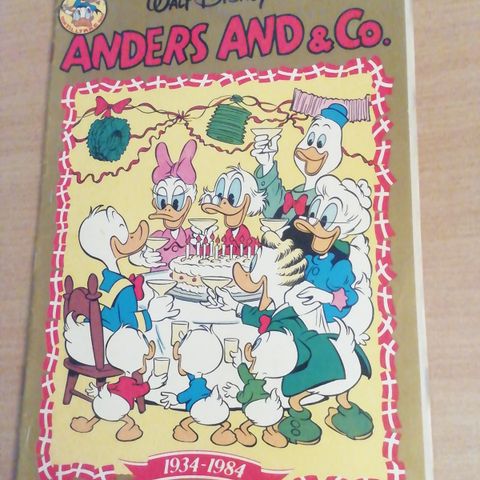 WALT DISNEY
ANDERS AND & Co.
1934-1984